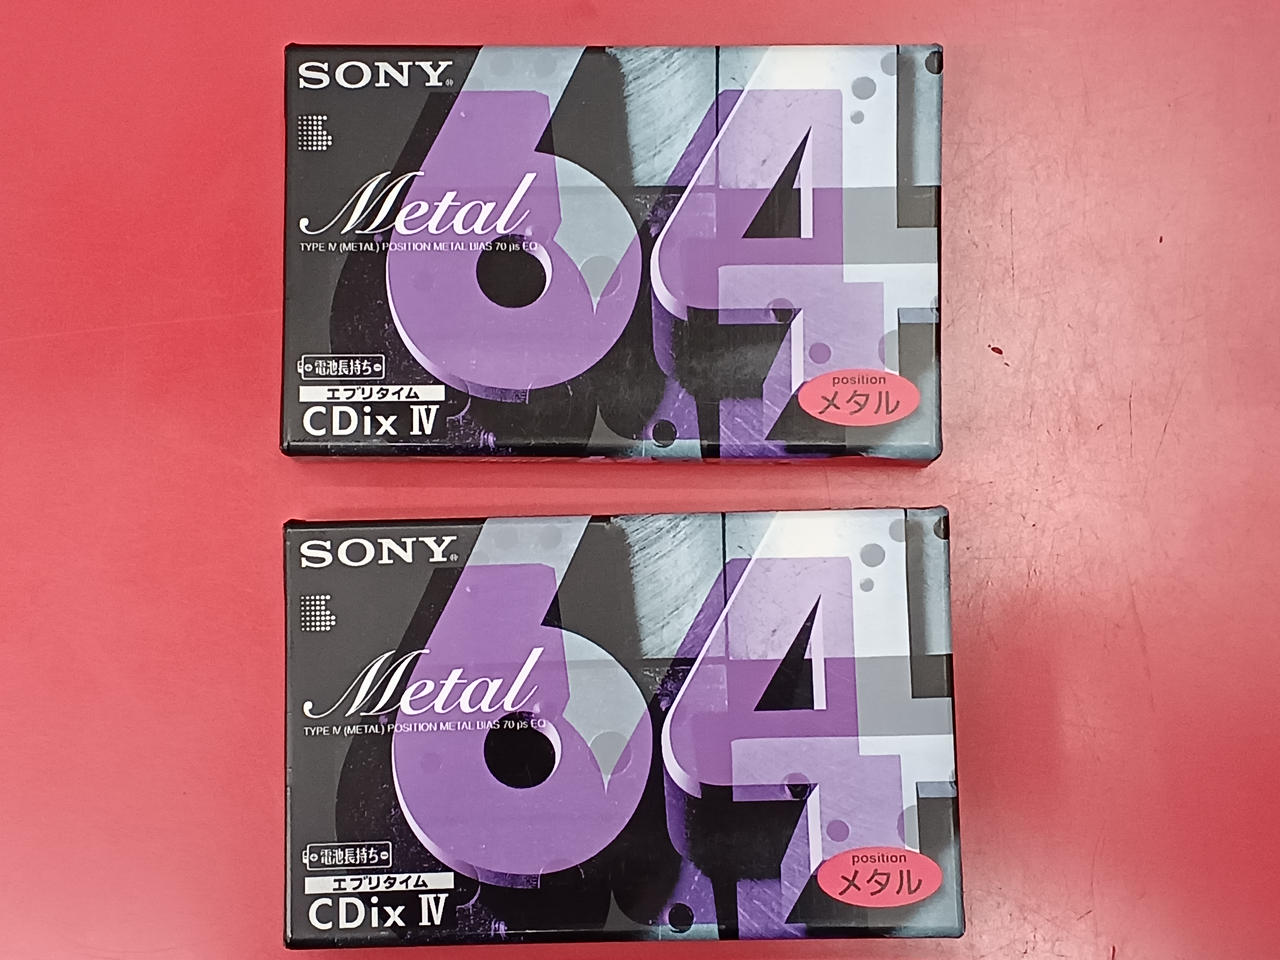 SONY
64
Metal
TYPE IV (METAL) POSITION METAL BIAS 70 µs EQ
電池長持ち
エブリタイム
CDix IV
position
メタル
SONY
64
Metal
TYPE IV (METAL) POSITION METAL BIAS 70 µs EQ
電池長持ち
エブリタイム
CDix IV
position
メタル